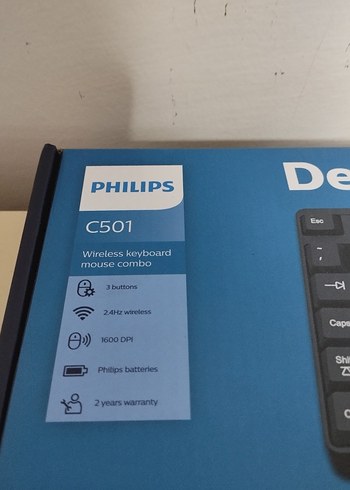 PHILIPS
De
C501
Wireless keyboard
mouse combo
3 buttons
2.4Hz wireless
1600 DPI
Philips batteries
2 years warranty
Esc
~
Caps
Shi